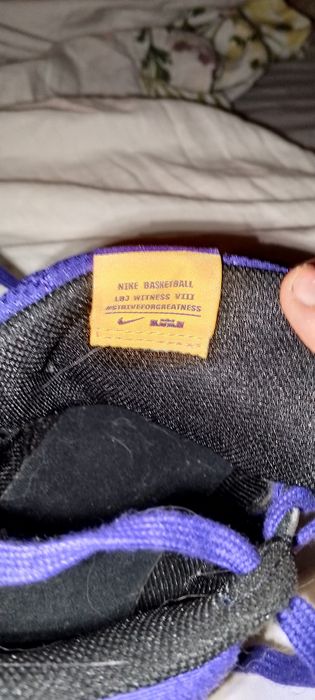 NIKE BASKETBALL
LBJ WITNESS VIII
#STRIVEFORGREATNESS